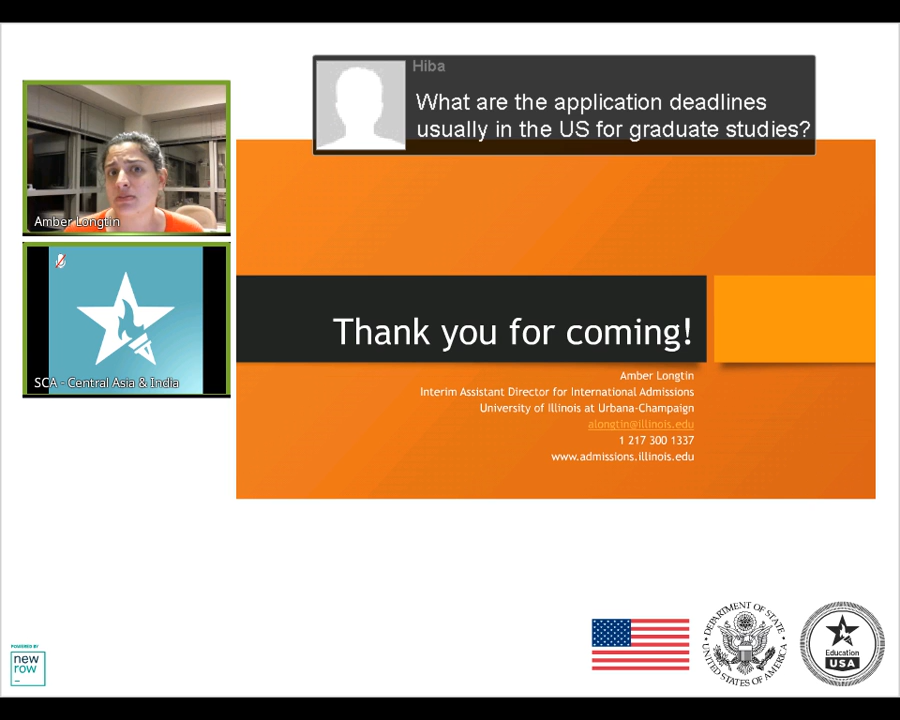 Hiba
What are the application deadlines
usually in the US for graduate studies?
Amber Longtin
SCA - Central Asia & India
Thank you for coming!
Amber Longtin
Interim Assistant Director for International Admissions
University of Illinois at Urbana-Champaign
alongtin@illinois.edu
1 217 300 1337
www.admissions.illinois.edu
POWERED BY
new
row
DEPARTMENT OF STATE
UNITED STATES OF AMERICA
Education
USA